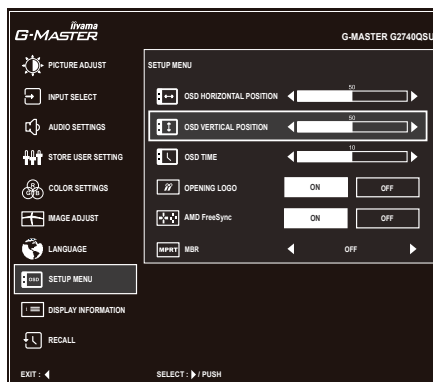 iiyama
G-MASTER
G-MASTER G2740QSU
PICTURE ADJUST
INPUT SELECT
AUDIO SETTINGS
STORE USER SETTING
R
G B
COLOR SETTINGS
IMAGE ADJUST
LANGUAGE
OSD
SETUP MENU
i
DISPLAY INFORMATION
RECALL
SETUP MENU
OSD HORIZONTAL POSITION 50
OSD VERTICAL POSITION 50
OSD TIME 10
OPENING LOGO ON OFF
AMD FreeSync ON OFF
MPRT MBR OFF
EXIT : SELECT : / PUSH